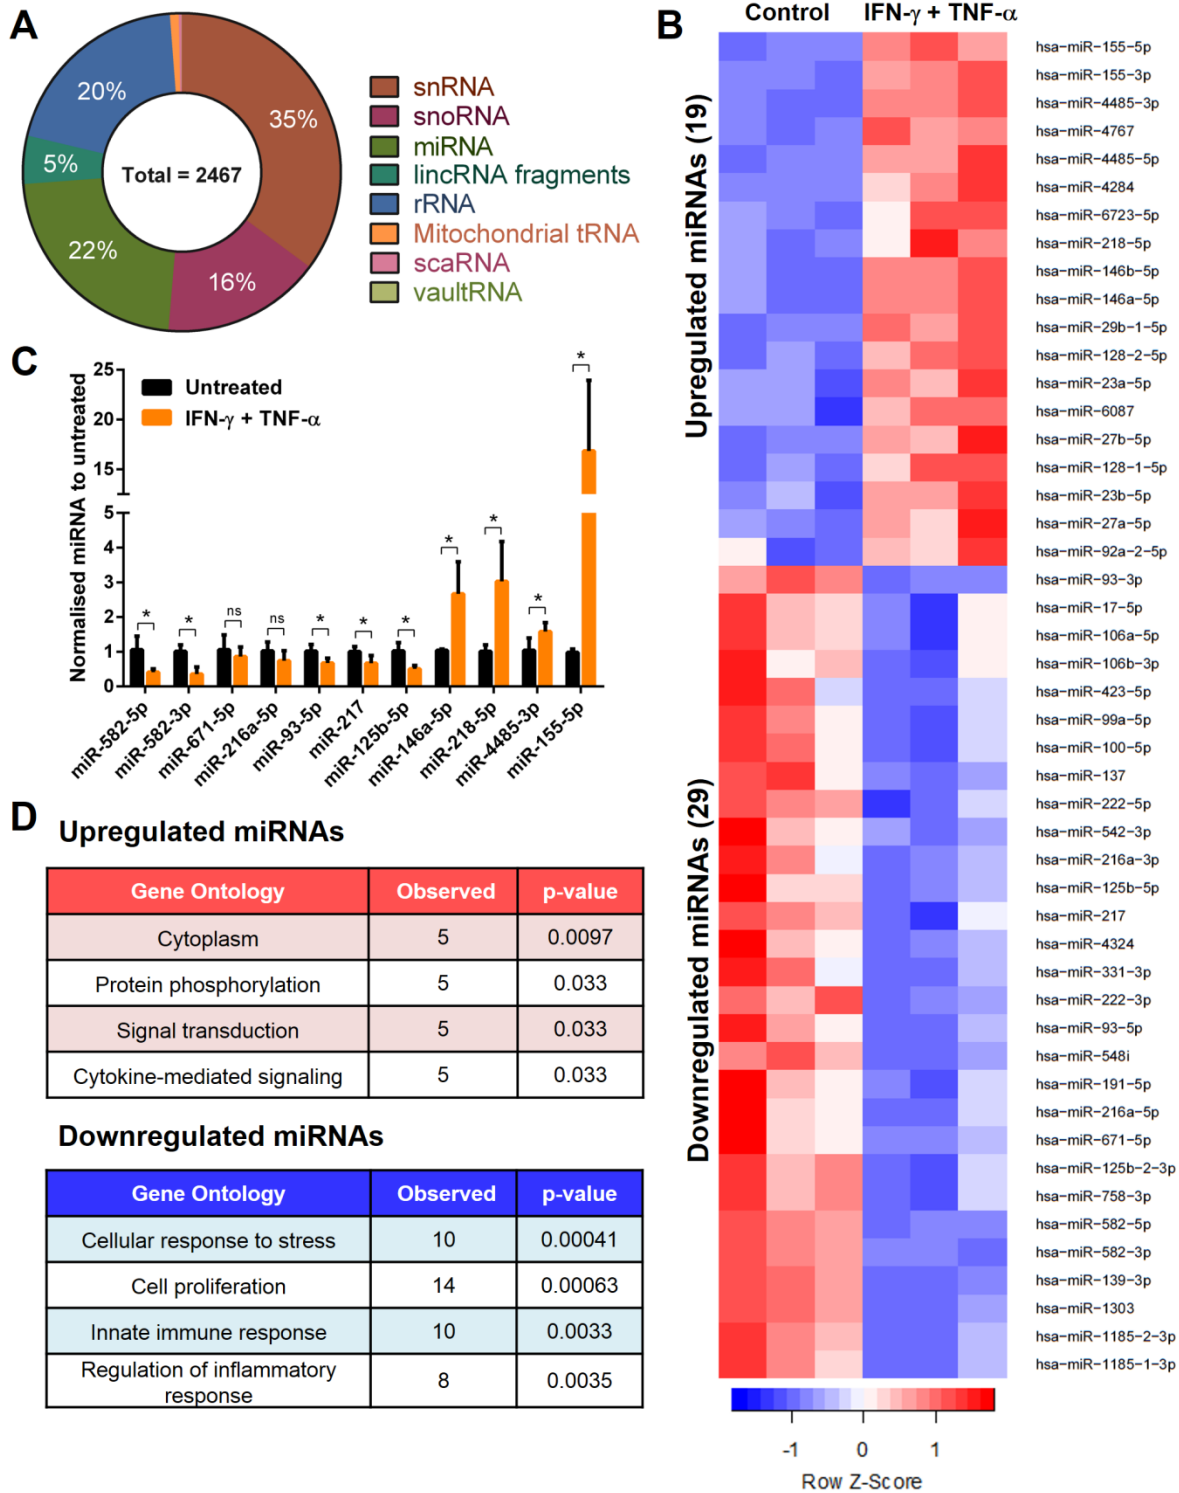 A
35%
16%
22%
5%
20%
Total = 2467
snRNA
snoRNA
miRNA
lincRNA fragments
rRNA
Mitochondrial tRNA
scaRNA
vaultRNA
B
Control IFN-γ + TNF-α
Upregulated miRNAs (19)
hsa-miR-155-5p
hsa-miR-155-3p
hsa-miR-4485-3p
hsa-miR-4767
hsa-miR-4485-5p
hsa-miR-4284
hsa-miR-6723-5p
hsa-miR-218-5p
hsa-miR-146b-5p
hsa-miR-146a-5p
hsa-miR-29b-1-5p
hsa-miR-128-2-5p
hsa-miR-23a-5p
hsa-miR-6087
hsa-miR-27b-5p
hsa-miR-128-1-5p
hsa-miR-23b-5p
hsa-miR-27a-5p
hsa-miR-92a-2-5p
Downregulated miRNAs (29)
hsa-miR-93-3p
hsa-miR-17-5p
hsa-miR-106a-5p
hsa-miR-106b-3p
hsa-miR-423-5p
hsa-miR-99a-5p
hsa-miR-100-5p
hsa-miR-137
hsa-miR-222-5p
hsa-miR-542-3p
hsa-miR-216a-3p
hsa-miR-125b-5p
hsa-miR-217
hsa-miR-4324
hsa-miR-331-3p
hsa-miR-222-3p
hsa-miR-93-5p
hsa-miR-548i
hsa-miR-191-5p
hsa-miR-216a-5p
hsa-miR-671-5p
hsa-miR-125b-2-3p
hsa-miR-758-3p
hsa-miR-582-5p
hsa-miR-582-3p
hsa-miR-139-3p
hsa-miR-1303
hsa-miR-1185-2-3p
hsa-miR-1185-1-3p
-1 0 1
Row Z-Score
C
Normalised miRNA to untreated
25
20
15
5
4
3
2
1
0
Untreated
IFN-γ + TNF-α
* * ns ns * * * * * * *
miR-582-5p
miR-582-3p
miR-671-5p
miR-216a-5p
miR-93-5p
miR-217
miR-125b-5p
miR-146a-5p
miR-218-5p
miR-4485-3p
miR-155-5p
D
Upregulated miRNAs
Gene Ontology Observed p-value
Cytoplasm 5 0.0097
Protein phosphorylation 5 0.033
Signal transduction 5 0.033
Cytokine-mediated signaling 5 0.033
Downregulated miRNAs
Gene Ontology Observed p-value
Cellular response to stress 10 0.00041
Cell proliferation 14 0.00063
Innate immune response 10 0.0033
Regulation of inflammatory
response 8 0.0035